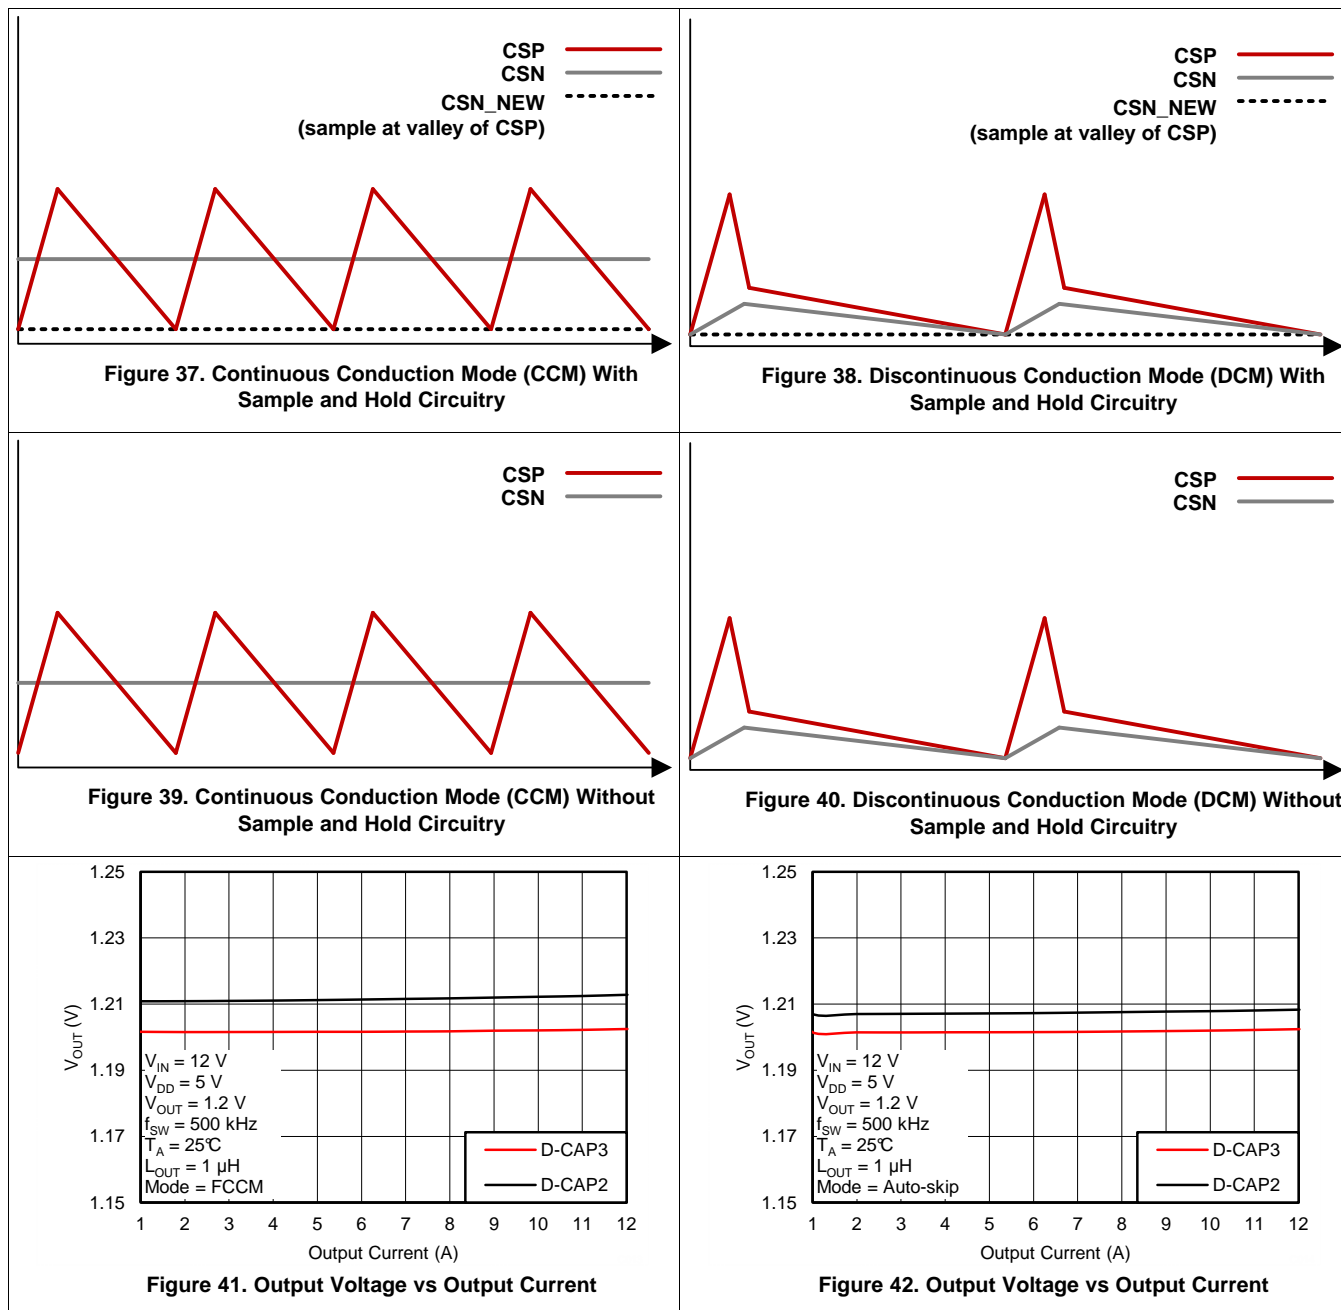 CSP
CSN
CSN_NEW
(sample at valley of CSP)
Figure 37. Continuous Conduction Mode (CCM) With
Sample and Hold Circuitry
CSP
CSN
CSN_NEW
(sample at valley of CSP)
Figure 38. Discontinuous Conduction Mode (DCM) With
Sample and Hold Circuitry
CSP
CSN
Figure 39. Continuous Conduction Mode (CCM) Without
Sample and Hold Circuitry
CSP
CSN
Figure 40. Discontinuous Conduction Mode (DCM) Without
Sample and Hold Circuitry
1.25
1.23
1.21
1.19
1.17
1.15
VOUT (V)
VIN = 12 V
VDD = 5 V
VOUT = 1.2 V
fSW = 500 kHz
TA = 25°C
LOUT = 1 µH
Mode = FCCM
D-CAP3
D-CAP2
1 2 3 4 5 6 7 8 9 10 11 12
Output Current (A)
Figure 41. Output Voltage vs Output Current
1.25
1.23
1.21
1.19
1.17
1.15
VOUT (V)
VIN = 12 V
VDD = 5 V
VOUT = 1.2 V
fSW = 500 kHz
TA = 25°C
LOUT = 1 µH
Mode = Auto-skip
D-CAP3
D-CAP2
1 2 3 4 5 6 7 8 9 10 11 12
Output Current (A)
Figure 42. Output Voltage vs Output Current